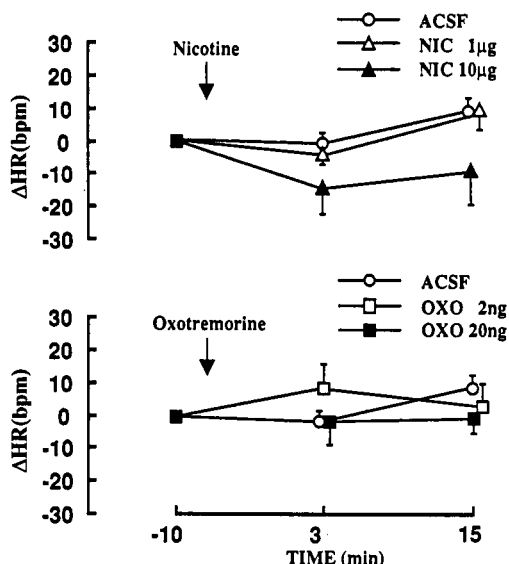 ACSF
NIC 1µg
NIC 10µg
Nicotine
30
20
10
0
-10
-20
-30
ΔHR(bpm)
ACSF
OXO 2ng
OXO 20ng
Oxotremorine
30
20
10
0
-10
-20
-30
ΔHR(bpm)
-10 3 15
TIME (min)